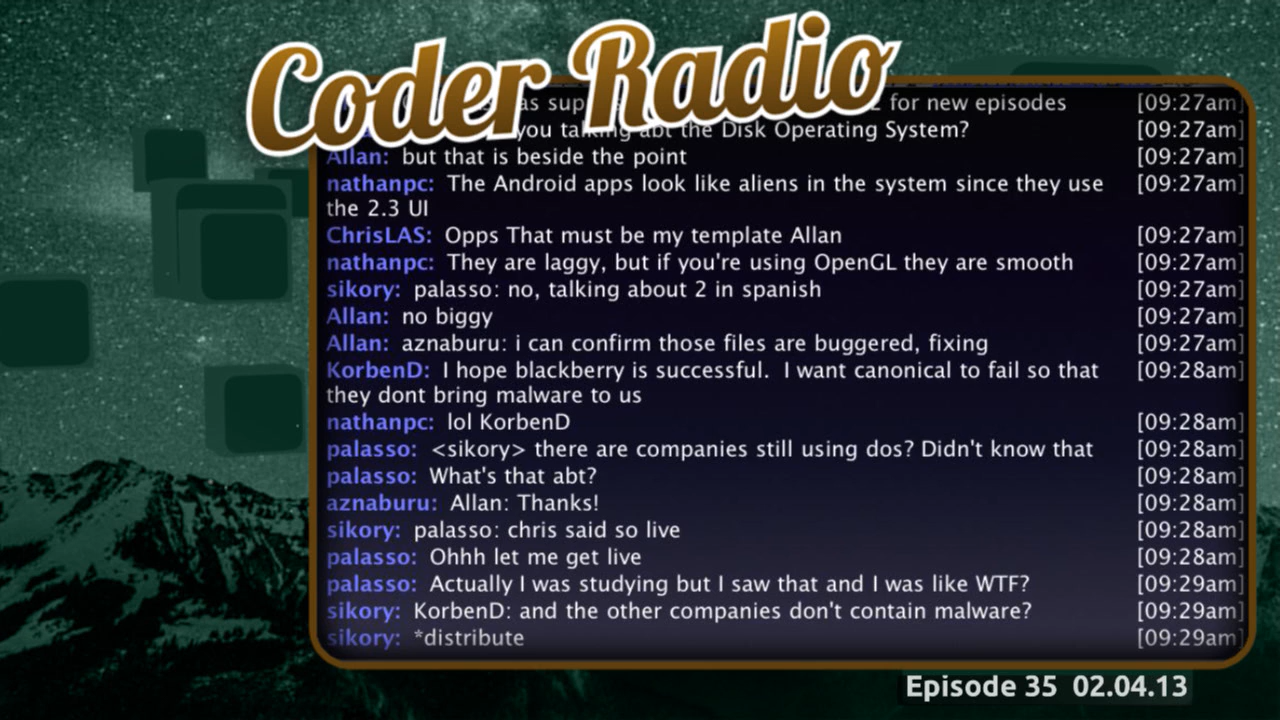 Coder Radio
as sup for new episodes [09:27am]
you talking abt the Disk Operating System? [09:27am]
Allan: but that is beside the point [09:27am]
nathanpc: The Android apps look like aliens in the system since they use [09:27am]
the 2.3 UI
ChrisLAS: Opps That must be my template Allan [09:27am]
nathanpc: They are laggy, but if you're using OpenGL they are smooth [09:27am]
sikory: palasso: no, talking about 2 in spanish [09:27am]
Allan: no biggy [09:27am]
Allan: aznaburu: i can confirm those files are buggered, fixing [09:27am]
KorbenD: I hope blackberry is successful. I want canonical to fail so that [09:28am]
they dont bring malware to us
nathanpc: lol KorbenD [09:28am]
palasso: <sikory> there are companies still using dos? Didn't know that [09:28am]
palasso: What's that abt? [09:28am]
aznaburu: Allan: Thanks! [09:28am]
sikory: palasso: chris said so live [09:28am]
palasso: Ohhh let me get live [09:28am]
palasso: Actually I was studying but I saw that and I was like WTF? [09:29am]
sikory: KorbenD: and the other companies don't contain malware? [09:29am]
sikory: *distribute [09:29am]
Episode 35 02.04.13